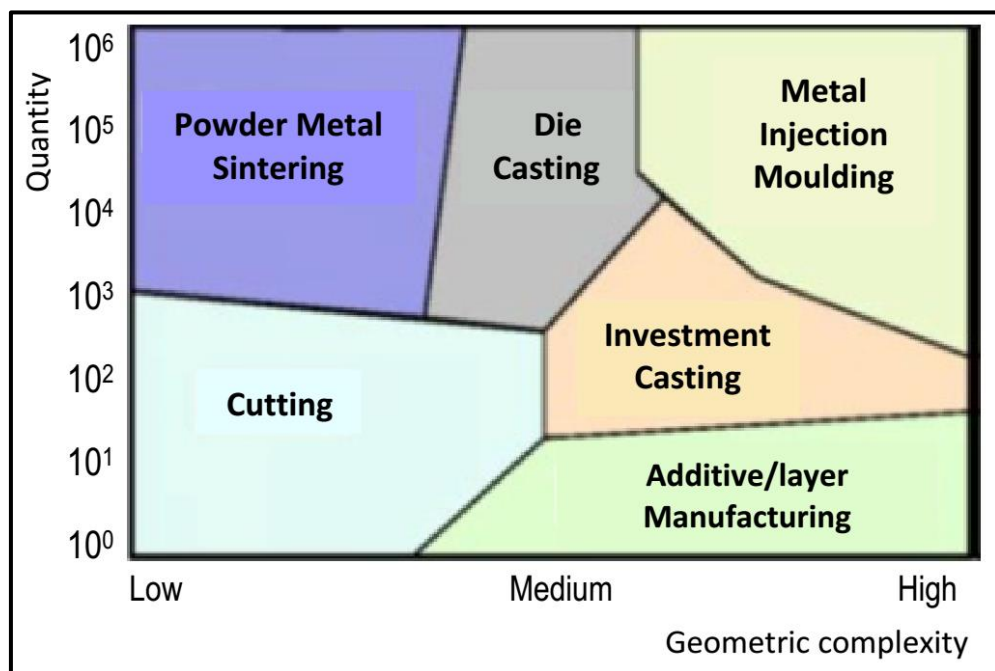 Quantity
10⁶
10⁵
10⁴
10³
10²
10¹
10⁰
Powder Metal
Sintering
Die
Casting
Metal
Injection
Moulding
Cutting
Investment
Casting
Additive/layer
Manufacturing
Low
Medium
High
Geometric complexity